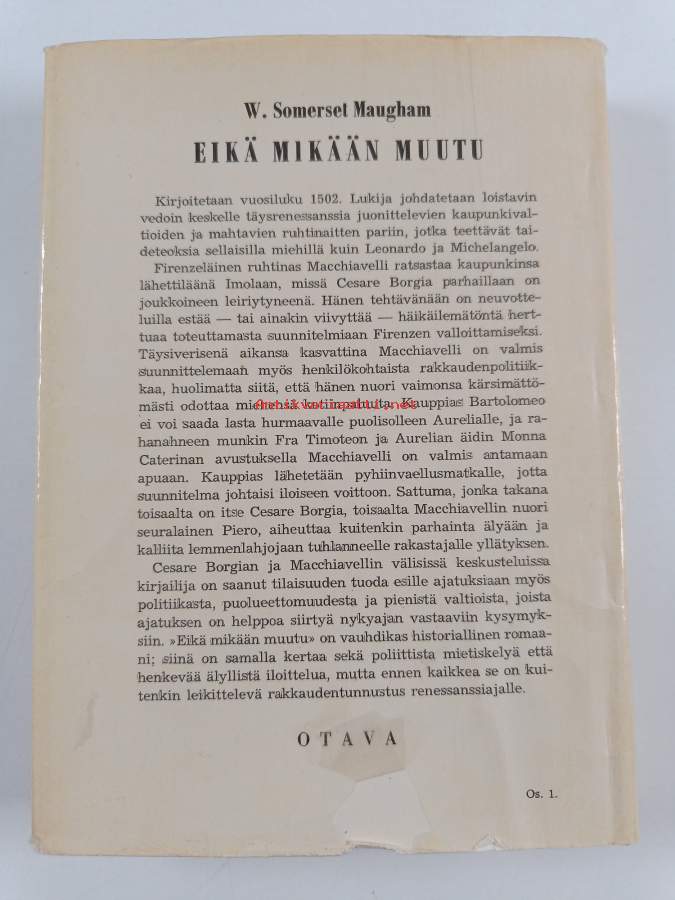 W. Somerset Maugham
EIKÄ MIKÄÄN MUUTU
Kirjoitetaan vuosiluku 1502. Lukija johdatetaan loistavin
vedoin keskelle täysrenessanssia juonittelevien kaupunkival-
tioiden ja mahtavien ruhtinaitten pariin, jotka teettävät tai-
deteoksia sellaisilla miehillä kuin Leonardo ja Michelangelo.
Firenzeläinen ruhtinas Macchiavelli ratsastaa kaupunkinsa
lähettiläänä Imolaan, missä Cesare Borgia parhaillaan on
joukkoineen leiriytyneenä. Hänen tehtävänään on neuvotte-
luilla estää — tai ainakin viivyttää — häikäilemätöntä hert-
tuaa toteuttamasta suunnitelmiaan Firenzen valloittamiseksi.
Täysiverisenä aikansa kasvattina Macchiavelli on valmis
suunnittelemaan myös henkilökohtaista rakkaudenpolitiik-
kaa, huolimatta siitä, että hänen nuori vaimonsa kärsimättö-
mästi odottaa miehensä kotiinpaluuta. Kauppias Bartolomeo
ei voi saada lasta hurmaavalle puolisolleen Aurelialle, ja ra-
hanahneen munkin Fra Timoteon ja Aurelian äidin Monna
Caterinan avustuksella Macchiavelli on valmis antamaan
apuaan. Kauppias lähetetään pyhiinvaellusmatkalle, jotta
suunnitelma johtaisi iloiseen voittoon. Sattuma, jonka takana
toisaalta on itse Cesare Borgia, toisaalta Macchiavellin nuori
seuralainen Piero, aiheuttaa kuitenkin parhainta älyään ja
kalliita lemmenlahjojaan tuhlanneelle rakastajalle yllätyksen.
Cesare Borgian ja Macchiavellin välisissä keskusteluissa
kirjailija on saanut tilaisuuden tuoda esille ajatuksiaan myös
politiikasta, puolueettomuudesta ja pienistä valtioista, joista
ajatuksen on helppoa siirtyä nykyajan vastaaviin kysymyk-
siin. »Eikä mikään muutu» on vauhdikas historiallinen romaa-
ni; siinä on samalla kertaa sekä poliittista mietiskelyä että
henkevää älyllistä iloittelua, mutta ennen kaikkea se on kui-
tenkin leikittelevä rakkaudentunnustus renessanssiajalle.
OTAVA
Os. 1.